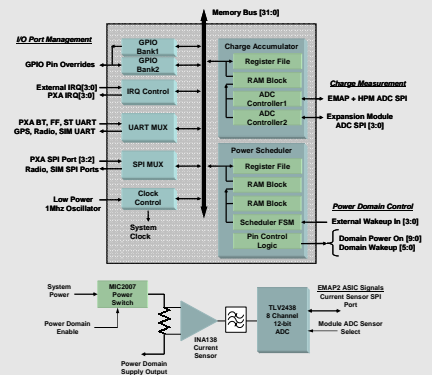 Memory Bus [31:0]
I/O Port Management
GPIO Pin Overrides
External IRQ[3:0]
PXA IRQ[3:0]
PXA BT, FF, ST UART
GPS, Radio, SIM UART
PXA SPI Port [3:2]
Radio, SIM SPI Ports
Low Power
1Mhz Oscillator
GPIO
Bank1
GPIO
Bank2
IRQ Control
UART MUX
SPI MUX
Clock
Control
System
Clock
Charge Accumulator
Register File
RAM Block
ADC
Controller1
ADC
Controller2
Power Scheduler
Register File
RAM Block
RAM Block
Scheduler FSM
Pin Control
Logic
Charge Measurement
EMAP + HPM ADC SPI
Expansion Module
ADC SPI [3:0]
Power Domain Control
External Wakeup In [3:0]
Domain Power On [9:0]
Domain Wakeup [5:0]
System
Power
Power Domain
Enable
MIC2007
Power
Switch
Power Domain
Supply Output
INA138
Current
Sensor
TLV2438
8 Channel
12-bit
ADC
EMAP2 ASIC Signals
Current Sensor SPI
Port
Module ADC Sensor
Select